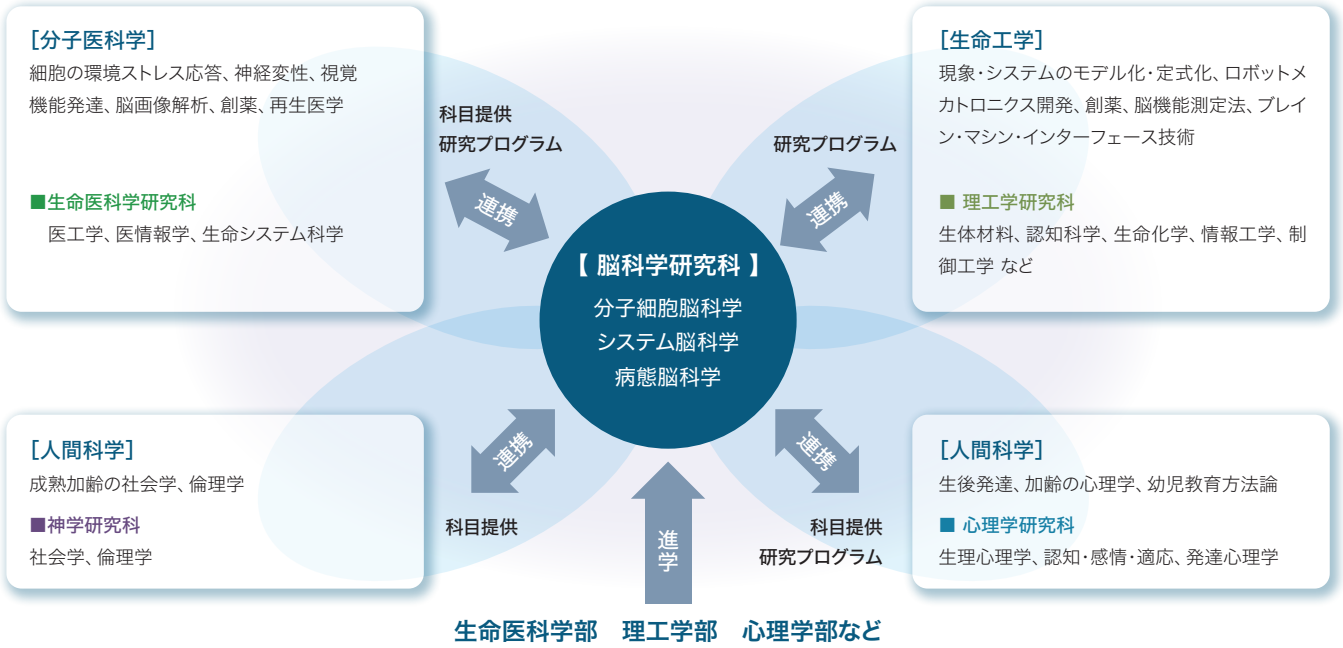 [分子医科学]
細胞の環境ストレス応答、神経変性、視覚
機能発達、脳画像解析、創薬、再生医学
■生命医科学研究科
医工学、医情報学、生命システム科学
科目提供
研究プログラム
連携
[生命工学]
現象・システムのモデル化・定式化、ロボットメ
カトロニクス開発、創薬、脳機能測定法、ブレイ
ン・マシン・インターフェース技術
■ 理工学研究科
生体材料、認知科学、生命化学、情報工学、制
御工学 など
研究プログラム
連携
【 脳科学研究科 】
分子細胞脳科学
システム脳科学
病態脳科学
[人間科学]
成熟加齢の社会学、倫理学
■神学研究科
社会学、倫理学
連携
科目提供
[人間科学]
生後発達、加齢の心理学、幼児教育方法論
■ 心理学研究科
生理心理学、認知・感情・適応、発達心理学
連携
科目提供
研究プログラム
進学
生命医科学部 理工学部 心理学部など